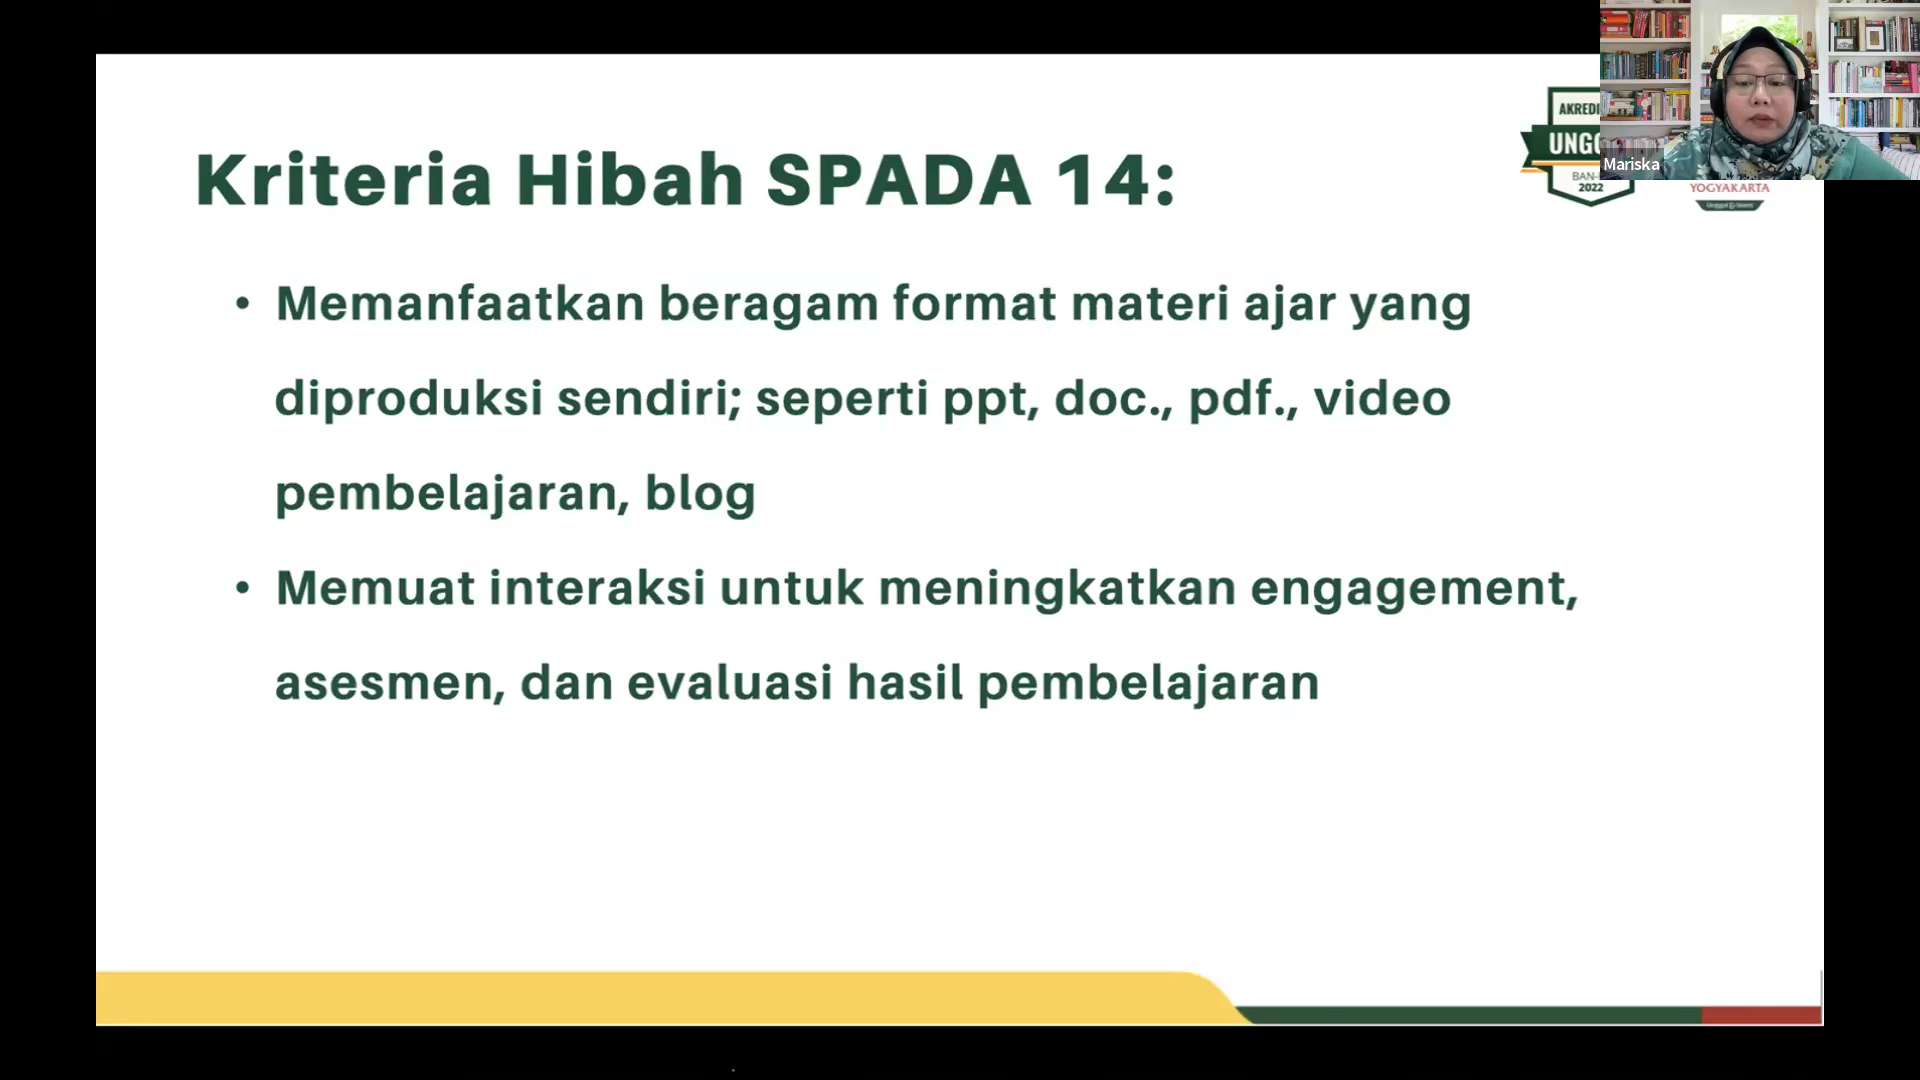 Kriteria Hibah SPADA 14:
• Memanfaatkan beragam format materi ajar yang
diproduksi sendiri; seperti ppt, doc., pdf., video
pembelajaran, blog
• Memuat interaksi untuk meningkatkan engagement,
asesmen, dan evaluasi hasil pembelajaran
AKREDI
UNGG
BAN-
2022
Mariska
YOGYAKARTA